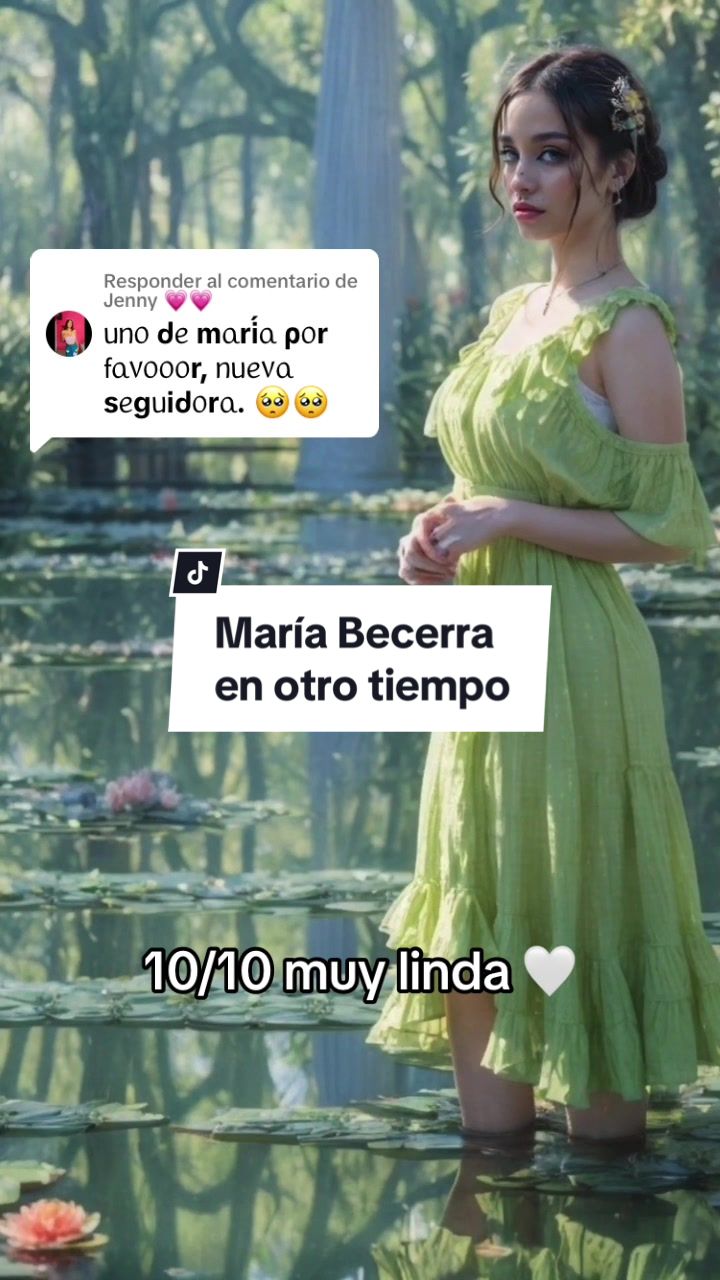 Responder al comentario de
Jenny 💗💗
uno de maría por
favooor, nueva
seguidora. 🥺🥺
María Becerra
en otro tiempo
10/10 muy linda 🤍